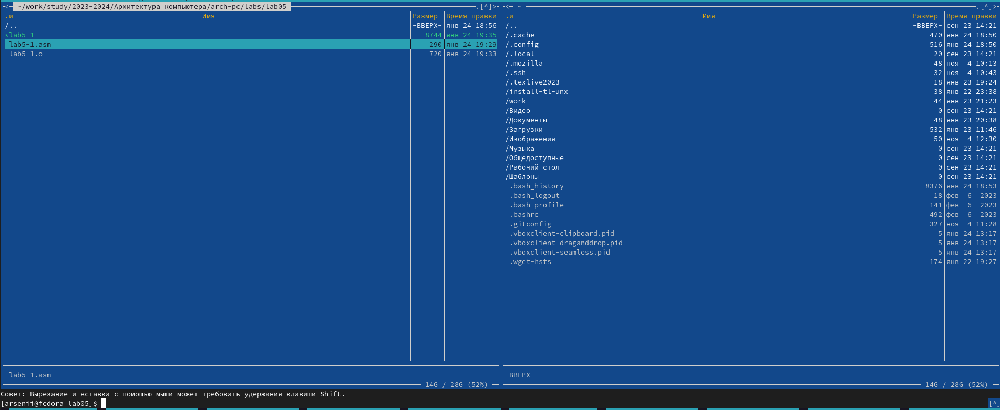 <─ ~/work/study/2023-2024/Архитектура компьютера/arch-pc/labs/lab05 .[^]>
.и Имя Размер Время правки
/.. -ВВЕРХ- янв 24 18:56
*lab5-1 8744 янв 24 19:35
lab5-1.asm 290 янв 24 19:29
lab5-1.o 720 янв 24 19:33
lab5-1.asm
14G / 28G (52%)
<─ ~ .[^]>
.и Имя Размер Время правки
/.. -ВВЕРХ- сен 23 14:21
/.cache 470 янв 24 18:50
/.config 516 янв 24 18:50
/.local 20 сен 23 14:21
/.mozilla 48 ноя 4 10:13
/.ssh 32 ноя 4 10:43
/.texlive2023 18 янв 23 19:24
/install-tl-unx 38 янв 22 23:38
/work 44 янв 23 21:23
/Видео 0 сен 23 14:21
/Документы 48 янв 23 20:38
/Загрузки 532 янв 23 11:46
/Изображения 50 ноя 4 12:30
/Музыка 0 сен 23 14:21
/Общедоступные 0 сен 23 14:21
/Рабочий стол 0 сен 23 14:21
/Шаблоны 0 сен 23 14:21
.bash_history 8376 янв 24 18:53
.bash_logout 18 фев 6 2023
.bash_profile 141 фев 6 2023
.bashrc 492 фев 6 2023
.gitconfig 327 ноя 4 11:28
.vboxclient-clipboard.pid 5 янв 24 13:17
.vboxclient-draganddrop.pid 5 янв 24 13:17
.vboxclient-seamless.pid 5 янв 24 13:17
.wget-hsts 174 янв 22 19:27
-ВВЕРХ-
14G / 28G (52%)
Совет: Вырезание и вставка с помощью мыши может требовать удержания клавиши Shift.
[arsenii@fedora lab05]$ [^]